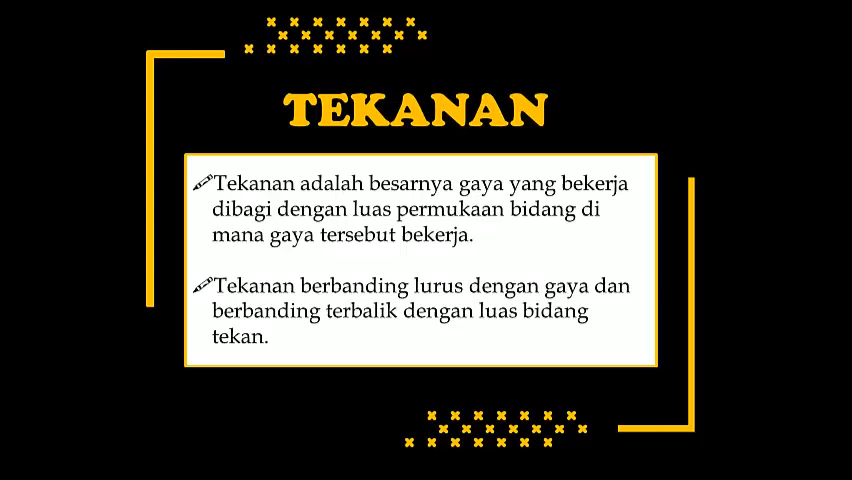 TEKANAN
Tekanan adalah besarnya gaya yang bekerja
dibagi dengan luas permukaan bidang di
mana gaya tersebut bekerja.
Tekanan berbanding lurus dengan gaya dan
berbanding terbalik dengan luas bidang
tekan.